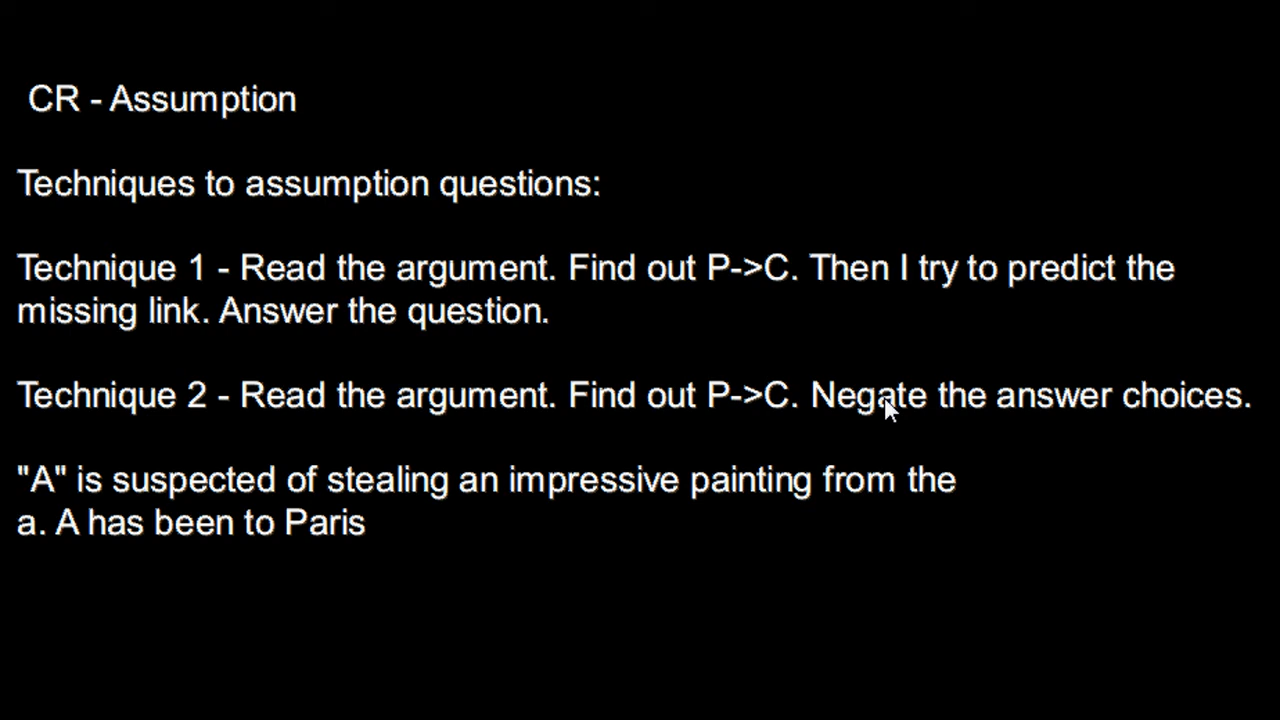 CR - Assumption
Techniques to assumption questions:
Technique 1 - Read the argument. Find out P->C. Then I try to predict the
missing link. Answer the question.
Technique 2 - Read the argument. Find out P->C. Negate the answer choices.
"A" is suspected of stealing an impressive painting from the
a. A has been to Paris